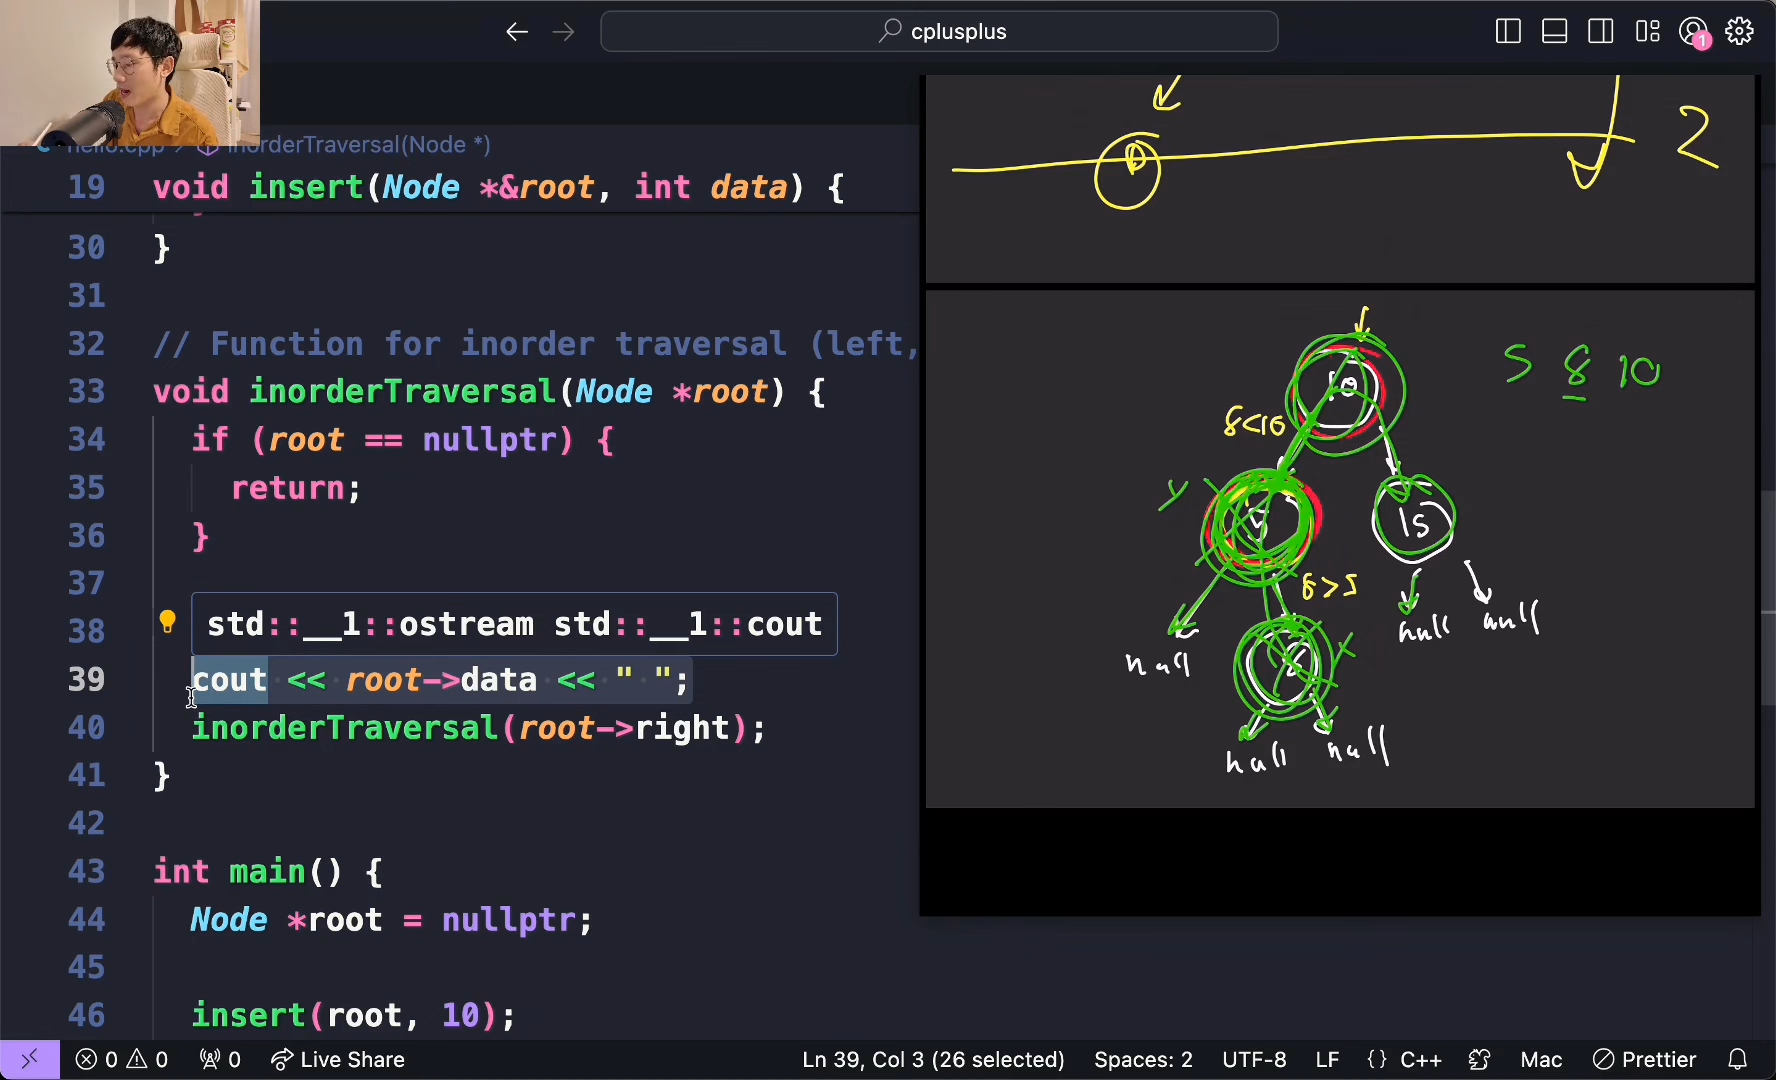 cplusplus
1
hello.cpp > inorderTraversal(Node *)
19 void insert(Node *&root, int data) {
30 }
31
32 // Function for inorder traversal (left,
33 void inorderTraversal(Node *root) {
34 if (root == nullptr) {
35 return;
36 }
37
38 std::__1::ostream std::__1::cout
39 cout << root->data << " ";
40 inorderTraversal(root->right);
41 }
42
43 int main() {
44 Node *root = nullptr;
45
46 insert(root, 10);
2
5 8 10
10
8<10
5
15
8>5
null
null
null
null
null
0 0 0 Live Share Ln 39, Col 3 (26 selected) Spaces: 2 UTF-8 LF {} C++ Mac Prettier